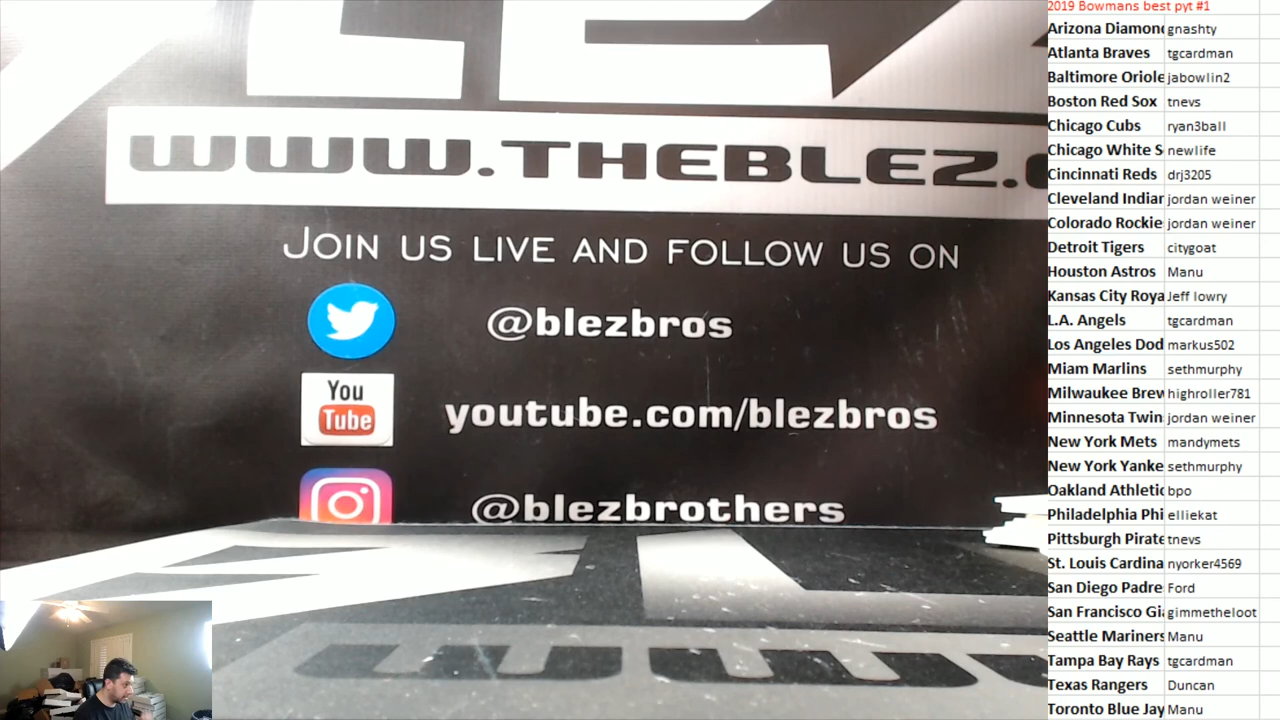 WWW.THEBLEZ.
JOIN US LIVE AND FOLLOW US ON
@blezbros
You
Tube
youtube.com/blezbros
@blezbrothers
2019 Bowmans best pyt #1
Arizona Diamond gnashty
Atlanta Braves tgcardman
Baltimore Oriole jabowlin2
Boston Red Sox tnevs
Chicago Cubs ryan3ball
Chicago White S newlife
Cincinnati Reds drj3205
Cleveland Indian jordan weiner
Colorado Rockie jordan weiner
Detroit Tigers citygoat
Houston Astros Manu
Kansas City Roya Jeff lowry
L.A. Angels tgcardman
Los Angeles Dod markus502
Miam Marlins sethmurphy
Milwaukee Brew highroller781
Minnesota Twin jordan weiner
New York Mets mandymets
New York Yanke sethmurphy
Oakland Athletic bpo
Philadelphia Phi elliekat
Pittsburgh Pirate tnevs
St. Louis Cardina nyorker4569
San Diego Padre Ford
San Francisco Gia gimmetheloot
Seattle Mariners Manu
Tampa Bay Rays tgcardman
Texas Rangers Duncan
Toronto Blue Jay Manu